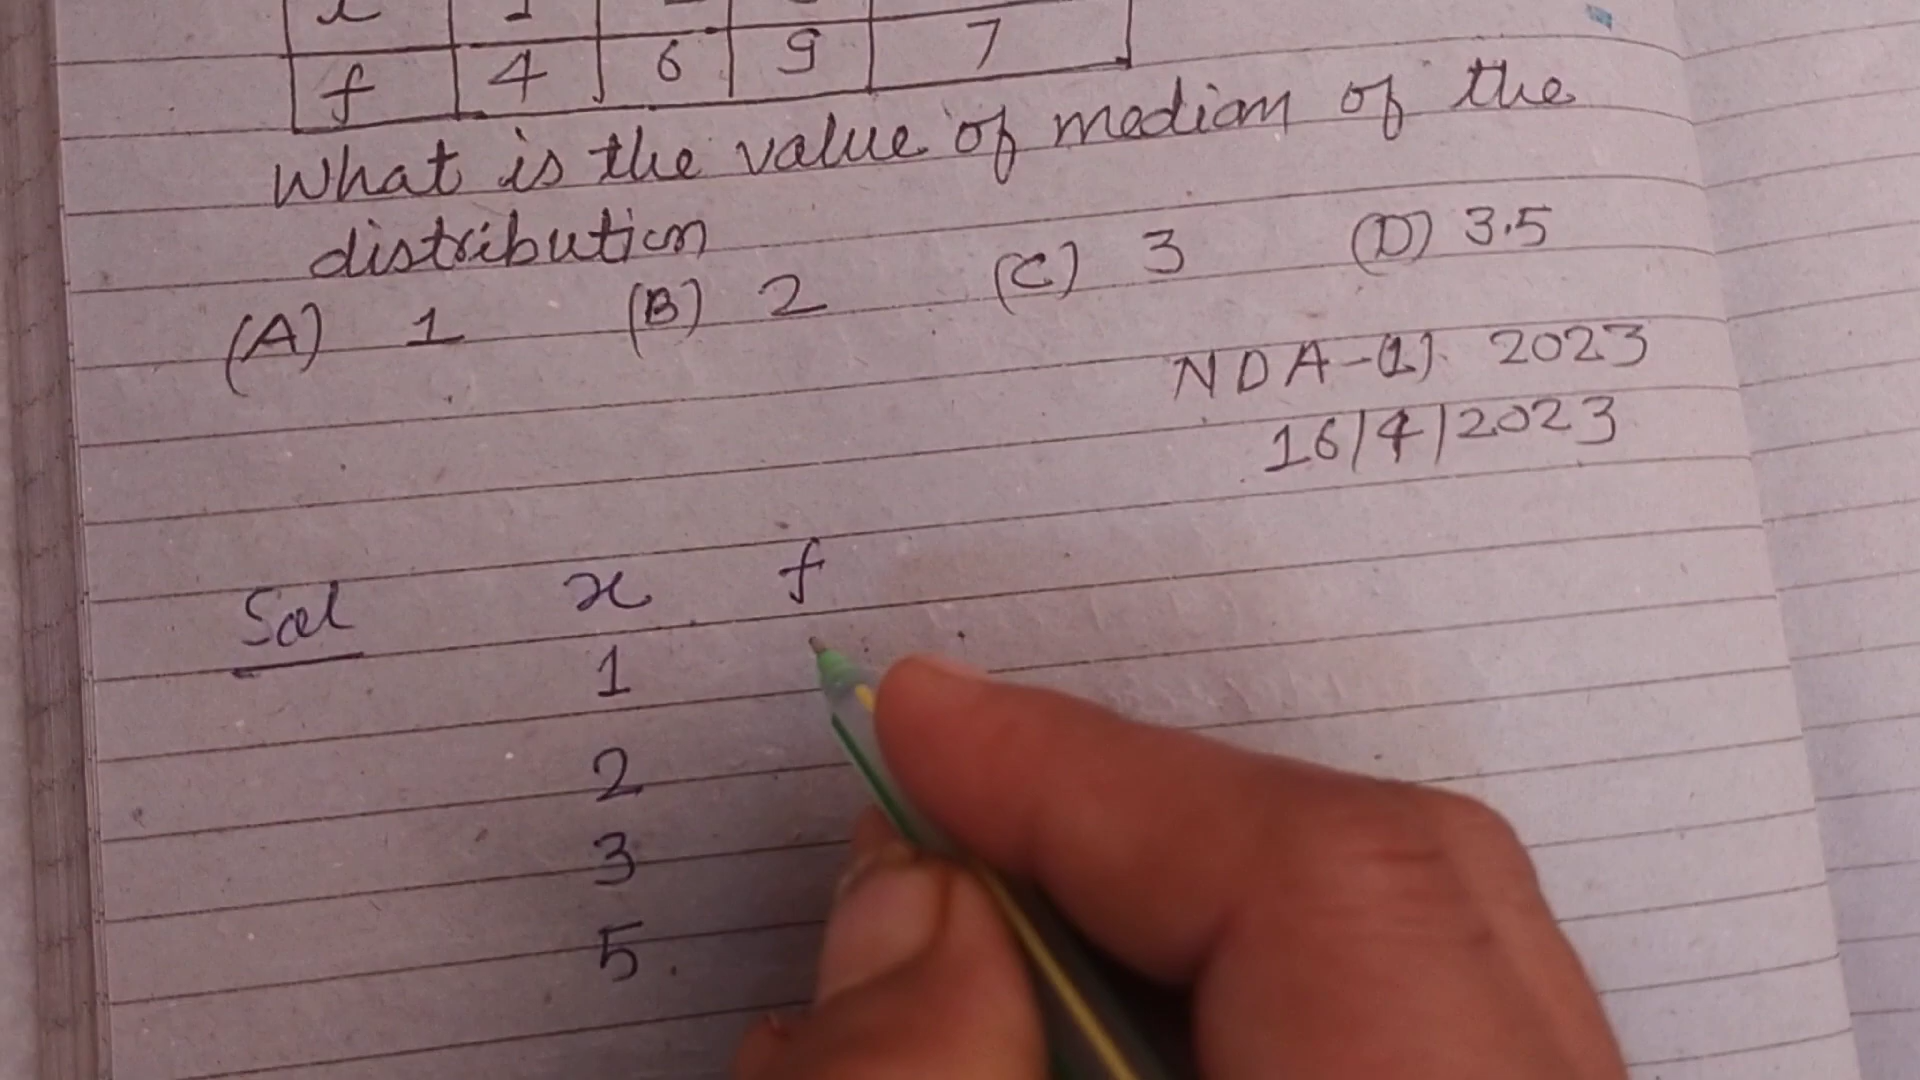 x 1
f 4 6 9 7
What is the value of median of the
distribution
(A) 1 (B) 2 (C) 3 (D) 3.5
NDA-(1) 2023
16/4/2023
Sol x f
1
2
3
5